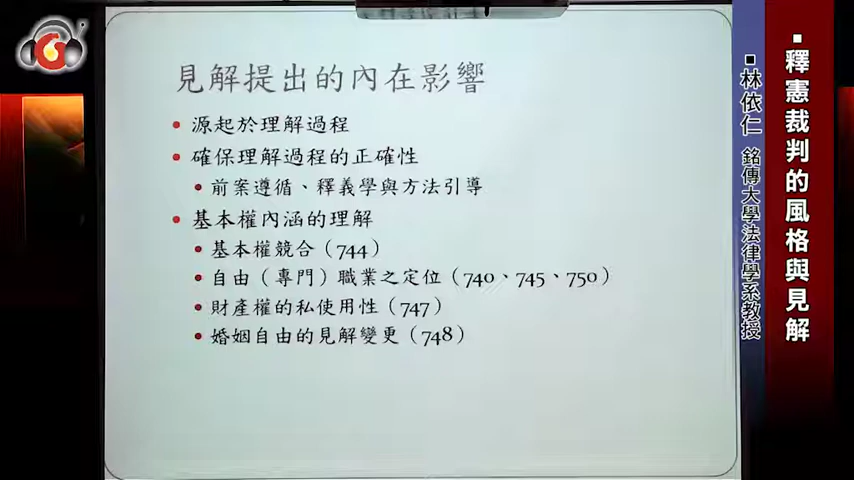 見解提出的內在影響
• 源起於理解過程
• 確保理解過程的正確性
• 前案遵循、釋義學與方法引導
• 基本權內涵的理解
• 基本權競合（744）
• 自由（專門）職業之定位（740、745、750）
• 財產權的私使用性（747）
• 婚姻自由的見解變更（748）
▪ 釋憲裁判的風格與見解
▪ 林依仁 銘傳大學法律學系教授